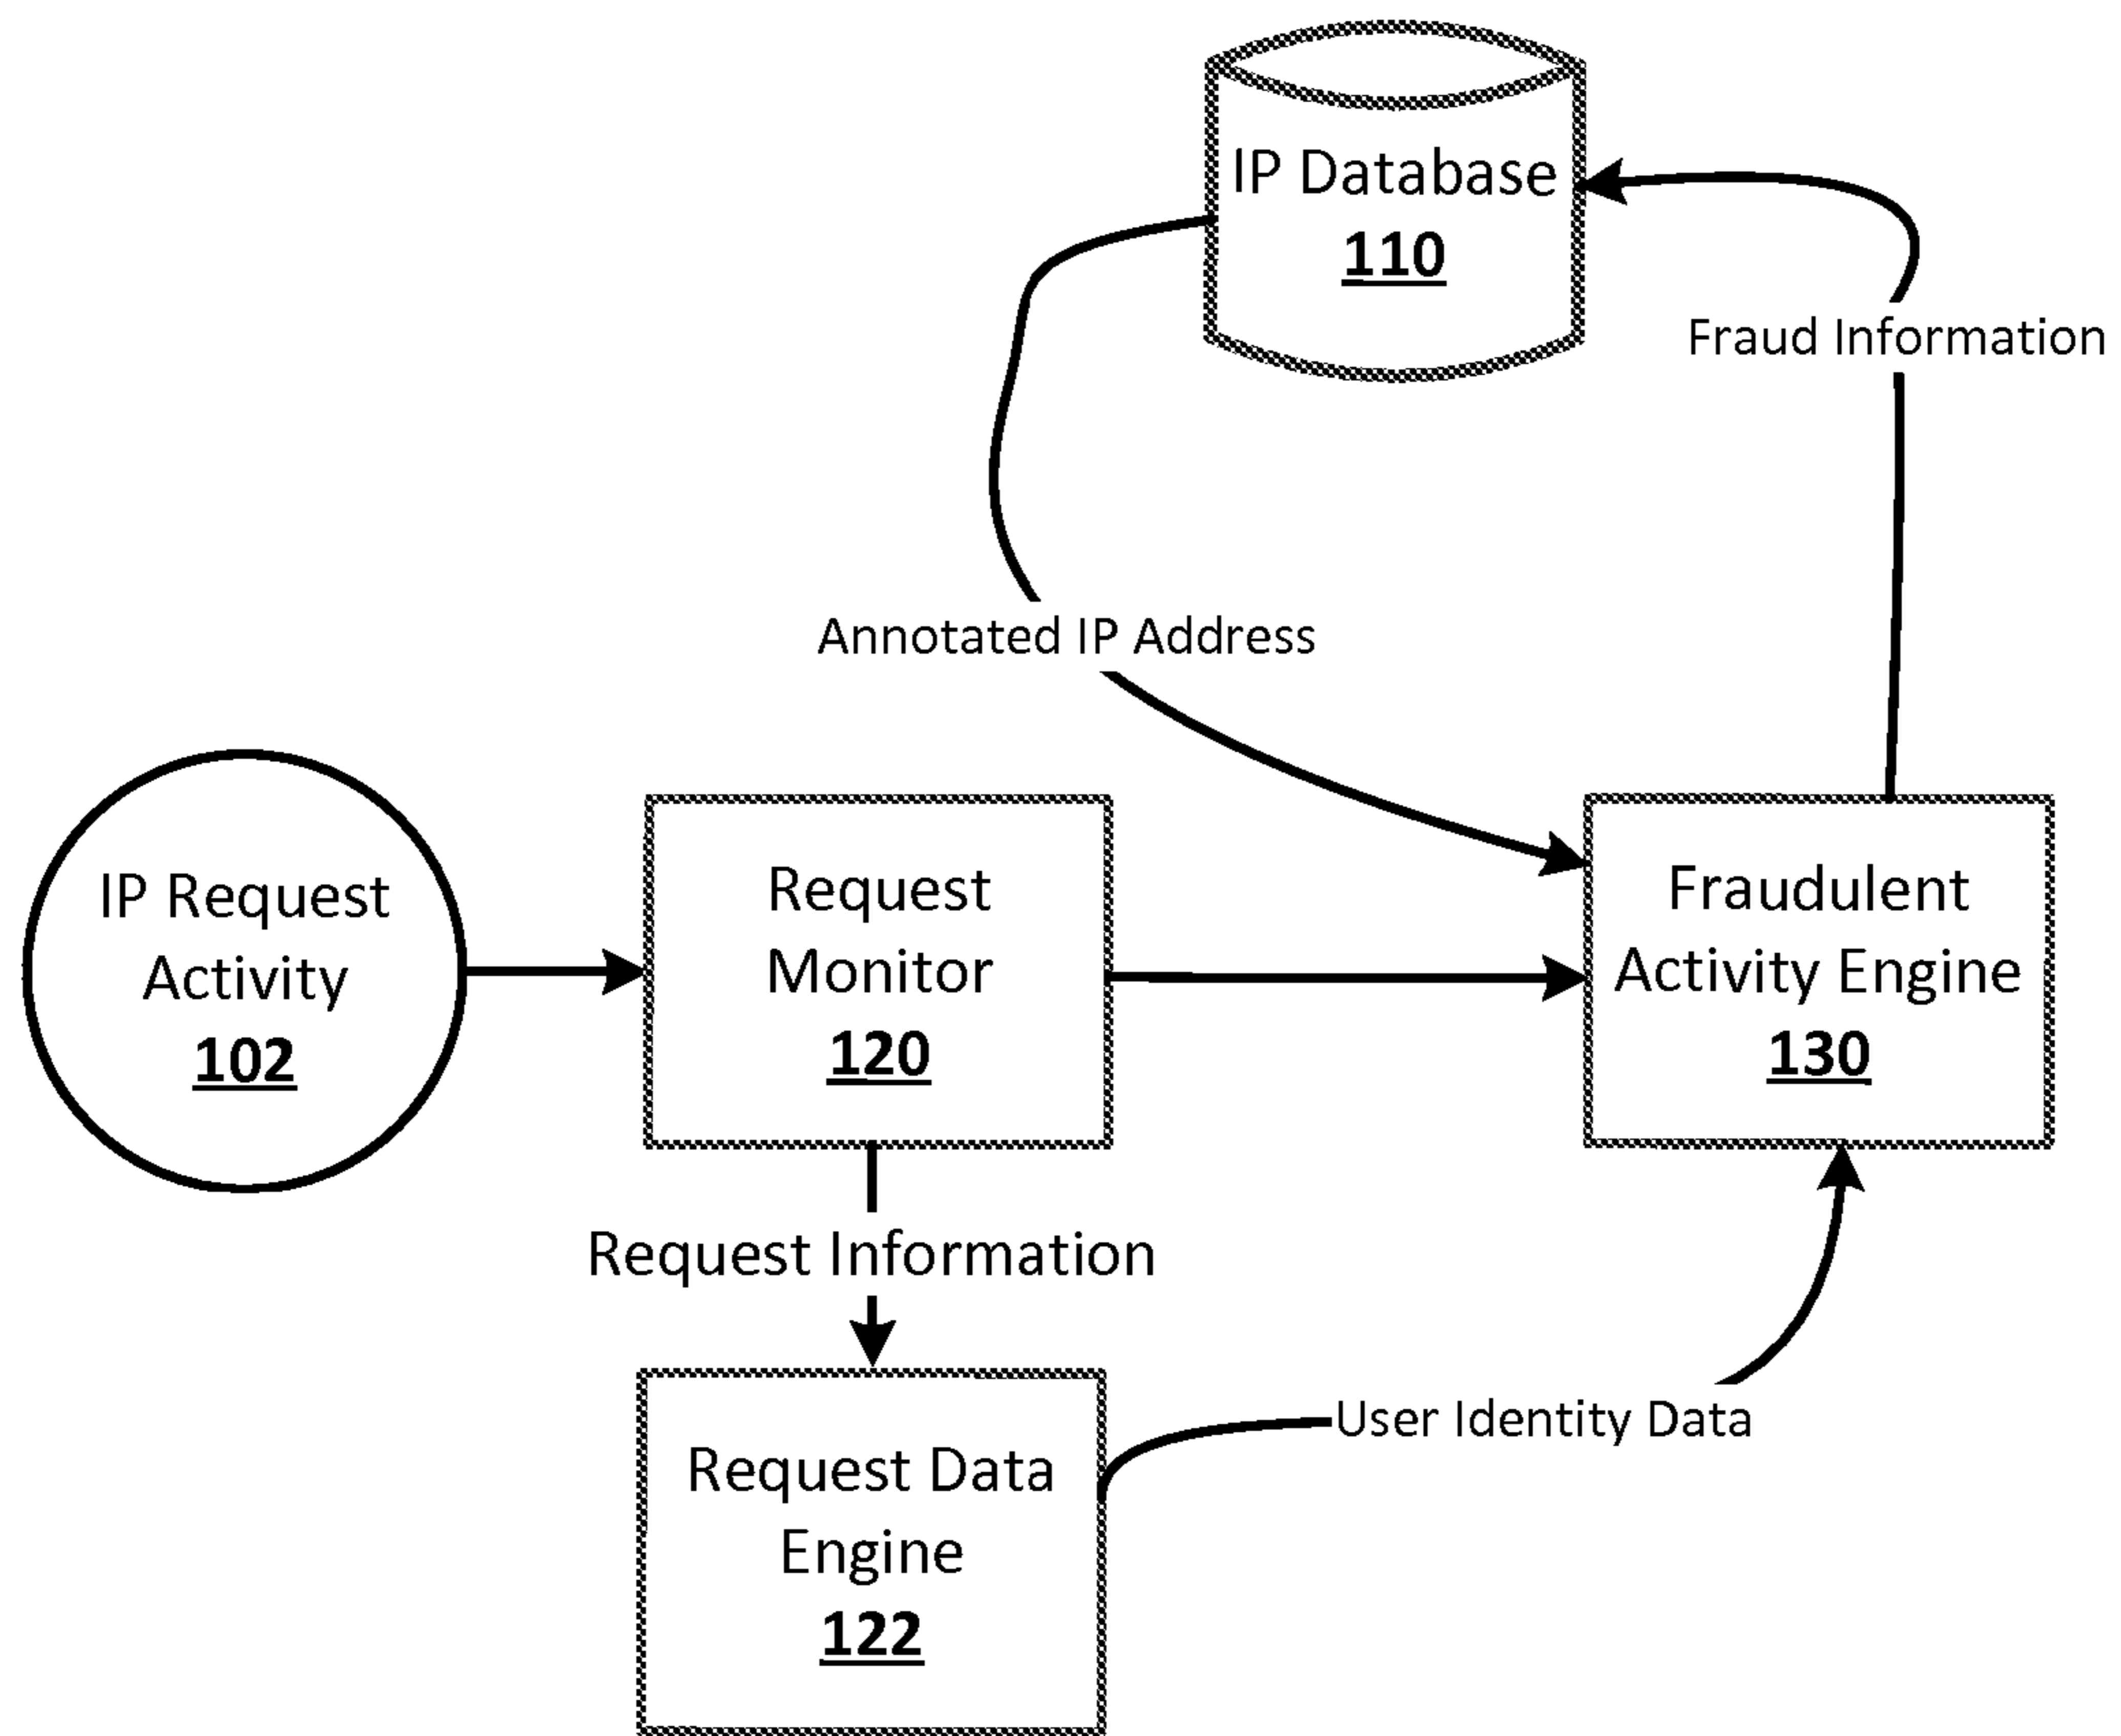 IP Database
110
Fraud Information
Annotated IP Address
IP Request
Activity
102
Request
Monitor
120
Fraudulent
Activity Engine
130
Request Information
User Identity Data
Request Data
Engine
122